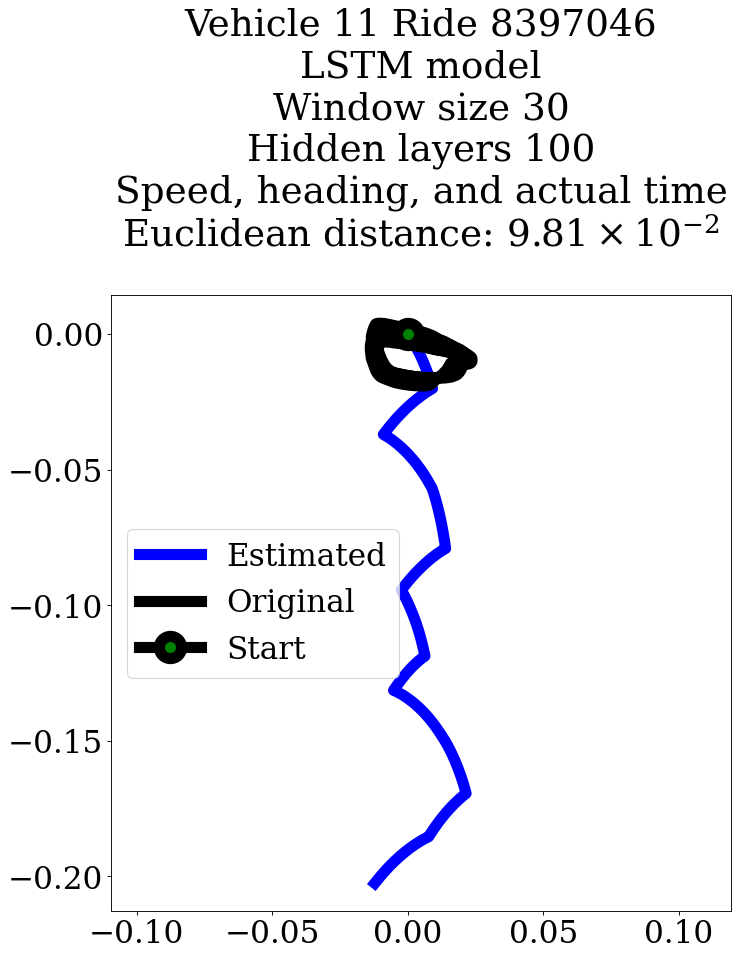 Vehicle 11 Ride 8397046
LSTM model
Window size 30
Hidden layers 100
Speed, heading, and actual time
Euclidean distance: 9.81 × 10⁻²
0.00
−0.05
−0.10
−0.15
−0.20
Estimated
Original
Start
−0.10 −0.05 0.00 0.05 0.10